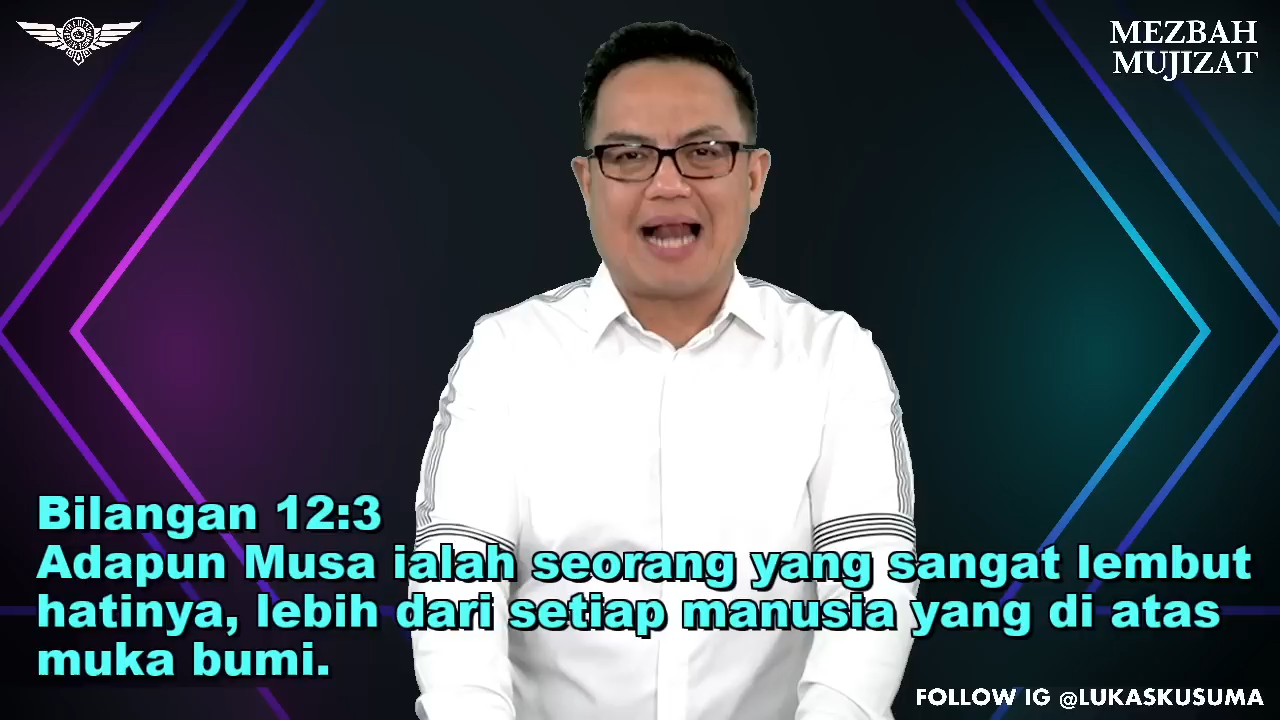 MEZBAH
MUJIZAT
Bilangan 12:3
Adapun Musa ialah seorang yang sangat lembut
hatinya, lebih dari setiap manusia yang di atas
muka bumi.
FOLLOW IG @LUKASKUSUMA